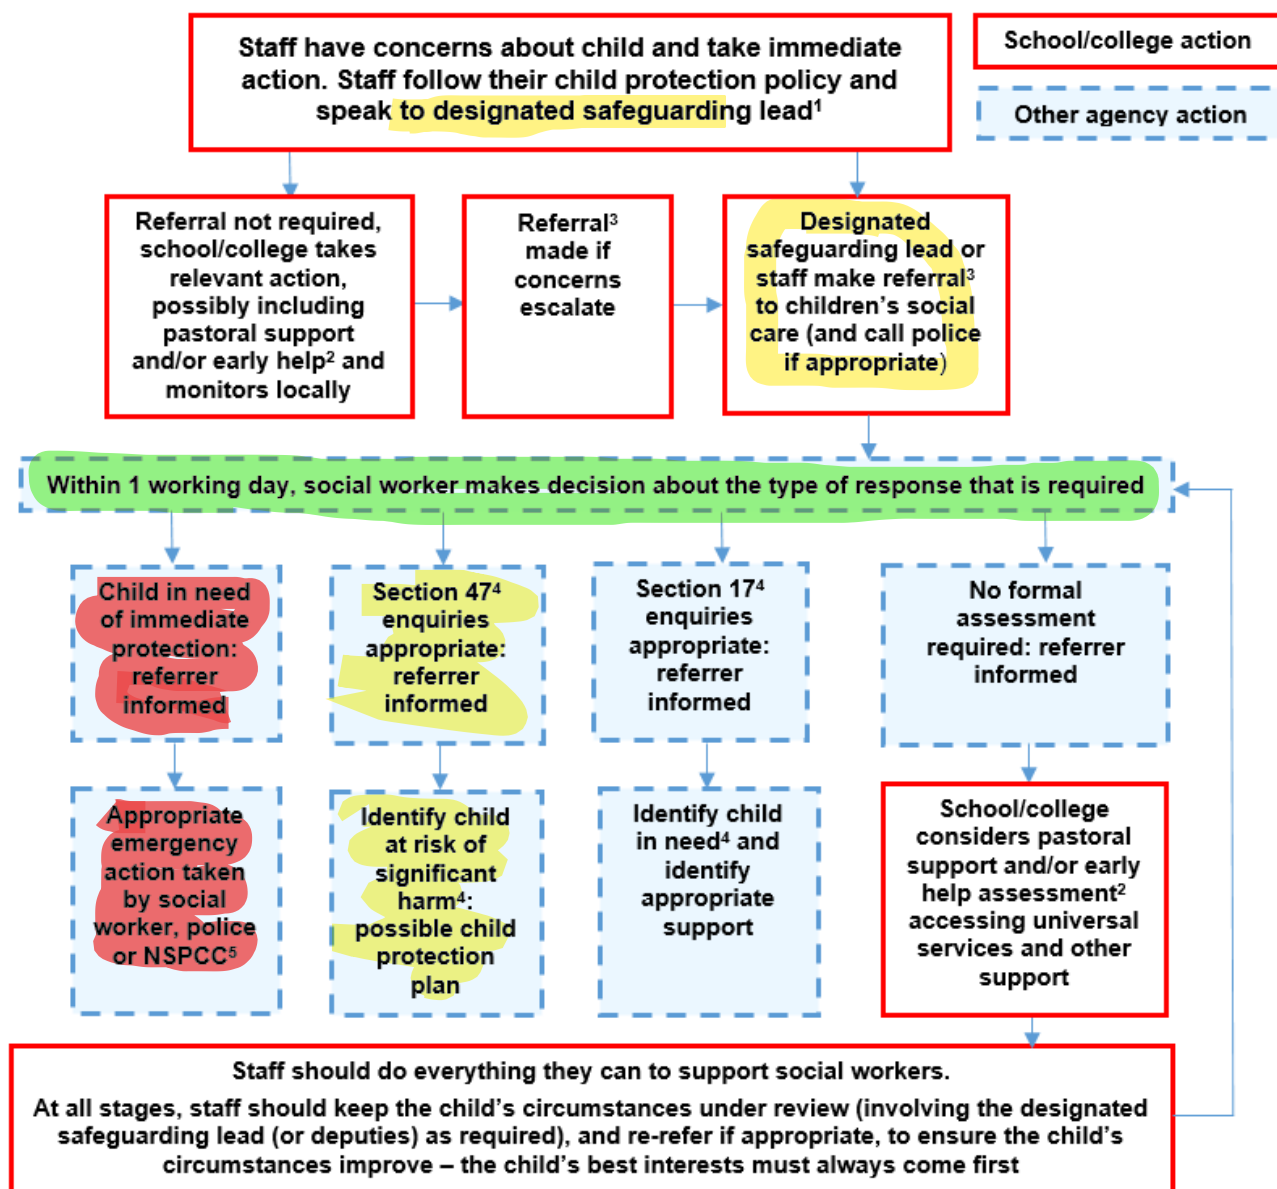 Staff have concerns about child and take immediate
action. Staff follow their child protection policy and
speak to designated safeguarding lead¹
School/college action
Other agency action
Referral not required,
school/college takes
relevant action,
possibly including
pastoral support
and/or early help² and
monitors locally
Referral³
made if
concerns
escalate
Designated
safeguarding lead or
staff make referral³
to children’s social
care (and call police
if appropriate)
Within 1 working day, social worker makes decision about the type of response that is required
Child in need
of immediate
protection:
referrer
informed
Section 47⁴
enquiries
appropriate:
referrer
informed
Section 17⁴
enquiries
appropriate:
referrer
informed
No formal
assessment
required: referrer
informed
Appropriate
emergency
action taken
by social
worker, police
or NSPCC⁵
Identify child
at risk of
significant
harm⁴:
possible child
protection
plan
Identify child
in need⁴ and
identify
appropriate
support
School/college
considers pastoral
support and/or early
help assessment²
accessing universal
services and other
support
Staff should do everything they can to support social workers.
At all stages, staff should keep the child’s circumstances under review (involving the designated
safeguarding lead (or deputies) as required), and re-refer if appropriate, to ensure the child’s
circumstances improve – the child’s best interests must always come first